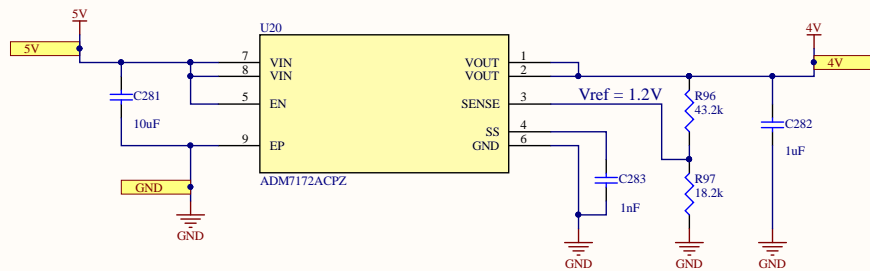 5V
5V
C281
10uF
GND
GND
U20
7
VIN
8
VIN
5
EN
9
EP
VOUT
1
VOUT
2
SENSE
3
SS
4
GND
6
ADM7172ACPZ
Vref = 1.2V
C283
1nF
GND
R96
43.2k
R97
18.2k
GND
C282
1uF
GND
4V
4V